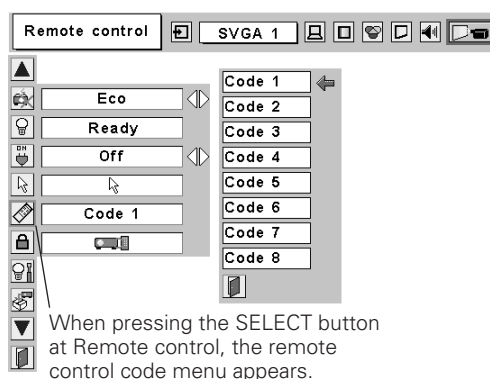 Remote control
SVGA 1
Eco
Ready
ON
Off
Code 1
Code 1
Code 2
Code 3
Code 4
Code 5
Code 6
Code 7
Code 8
When pressing the SELECT button
at Remote control, the remote
control code menu appears.